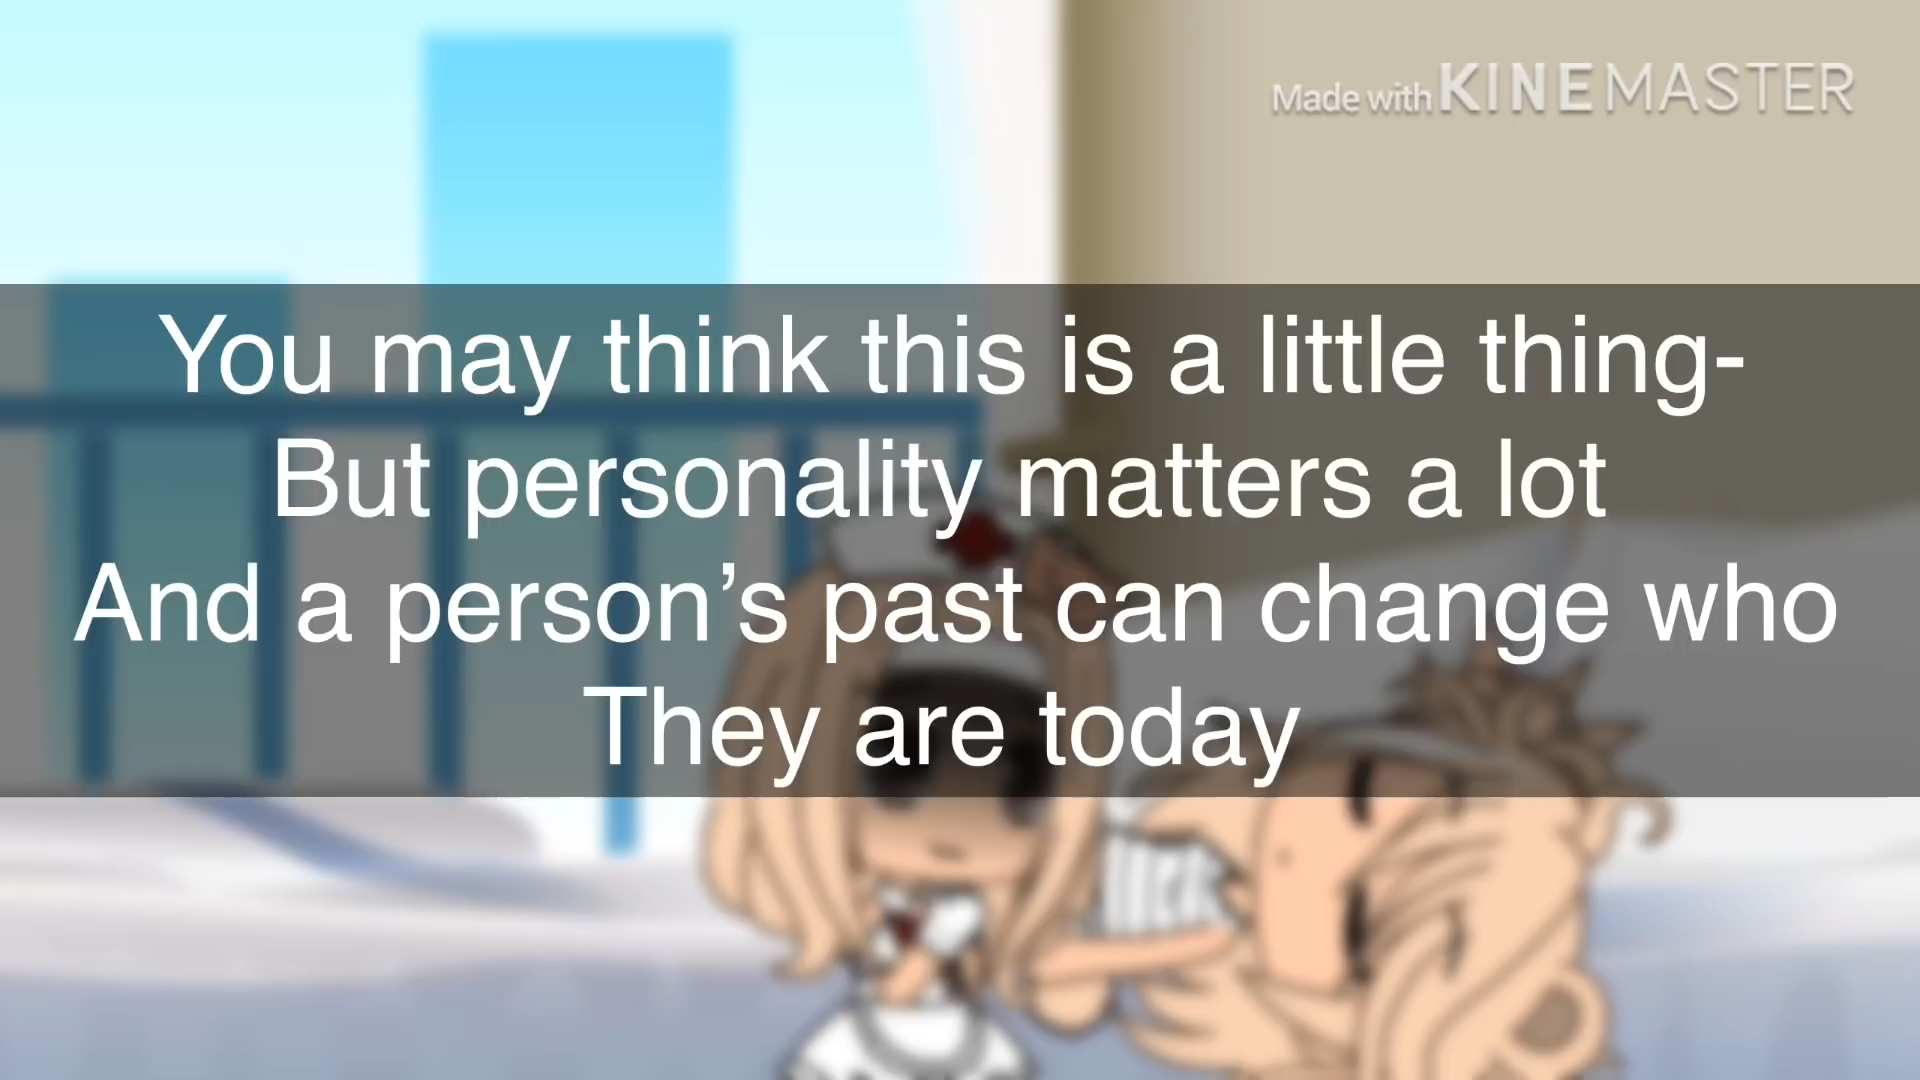 Made with KINEMASTER
You may think this is a little thing-
But personality matters a lot
And a person’s past can change who
They are today